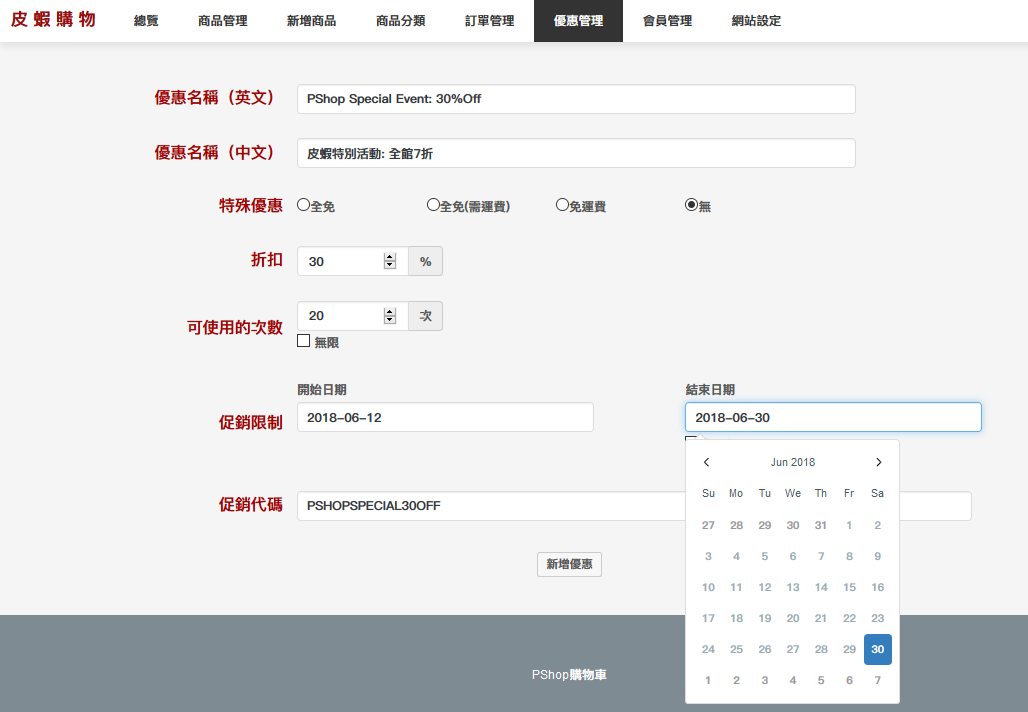 皮蝦購物 總覽 商品管理 新增商品 商品分類 訂單管理 優惠管理 會員管理 網站設定
優惠名稱（英文） PShop Special Event: 30%Off
優惠名稱（中文） 皮蝦特別活動: 全館7折
特殊優惠 全免 全免(需運費) 免運費 無
折扣 30 %
可使用的次數 20 次
無限
開始日期 結束日期
促銷限制 2018-06-12 2018-06-30
Jun 2018
Su Mo Tu We Th Fr Sa
促銷代碼 PSHOPSPECIAL30OFF
27 28 29 30 31 1 2
3 4 5 6 7 8 9
新增優惠
10 11 12 13 14 15 16
17 18 19 20 21 22 23
24 25 26 27 28 29 30
1 2 3 4 5 6 7
PShop購物車